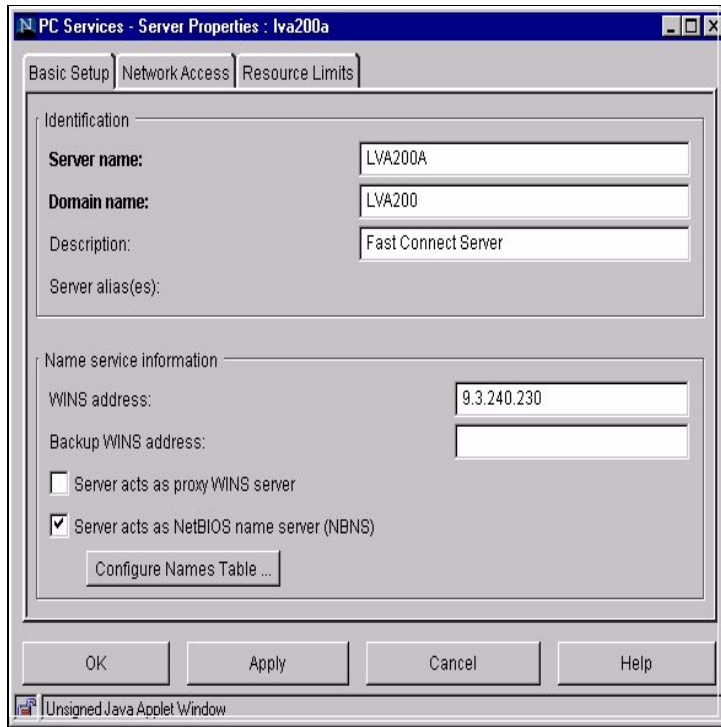 PC Services - Server Properties : lva200a
Basic Setup Network Access Resource Limits
Identification
Server name: LVA200A
Domain name: LVA200
Description: Fast Connect Server
Server alias(es):
Name service information
WINS address: 9.3.240.230
Backup WINS address:
Server acts as proxy WINS server
Server acts as NetBIOS name server (NBNS)
Configure Names Table ...
OK Apply Cancel Help
Unsigned Java Applet Window